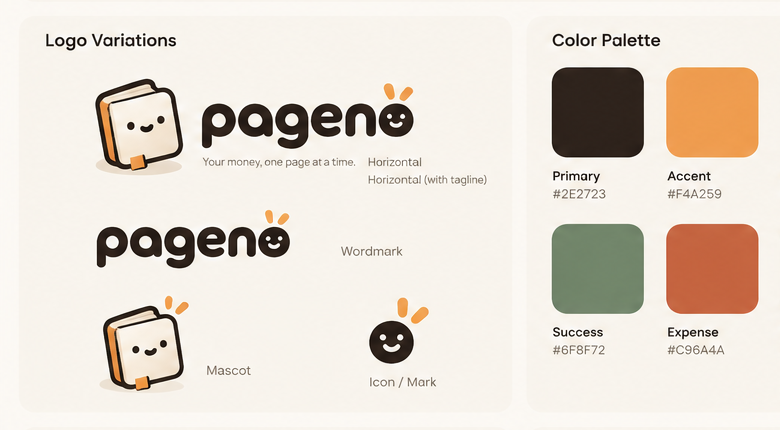 Logo Variations
pageno
Your money, one page at a time.
Horizontal
Horizontal (with tagline)
pageno
Wordmark
Mascot
Icon / Mark
Color Palette
Primary
#2E2723
Accent
#F4A259
Success
#6F8F72
Expense
#C96A4A